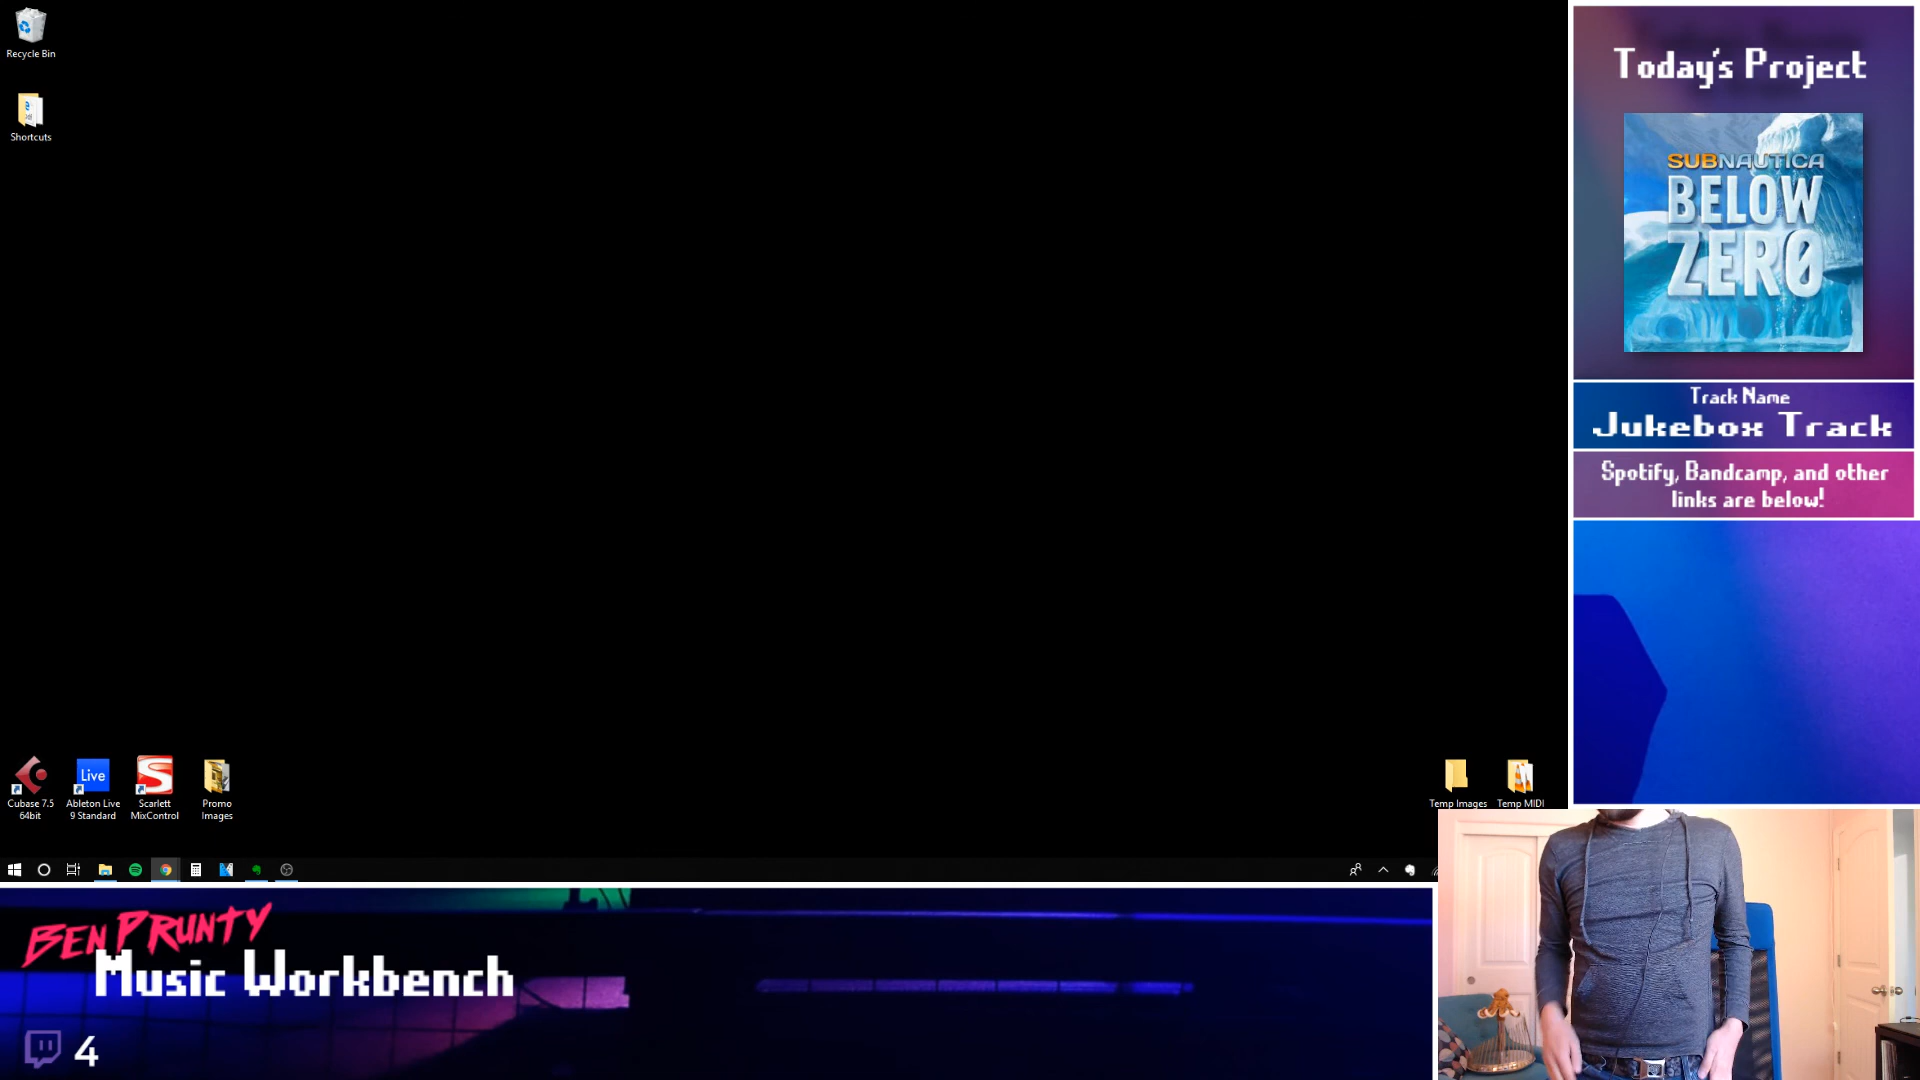 Recycle Bin
Shortcuts
Today's Project
SUBNAUTICA
BELOW
ZERO
Track Name
Jukebox Track
Spotify, Bandcamp, and other
links are below!
Cubase 7.5
64bit
Live
Ableton Live
9 Standard
Scarlett
MixControl
Promo
Images
Temp Images
Temp MIDI
BEN PRUNTY
Music Workbench
4